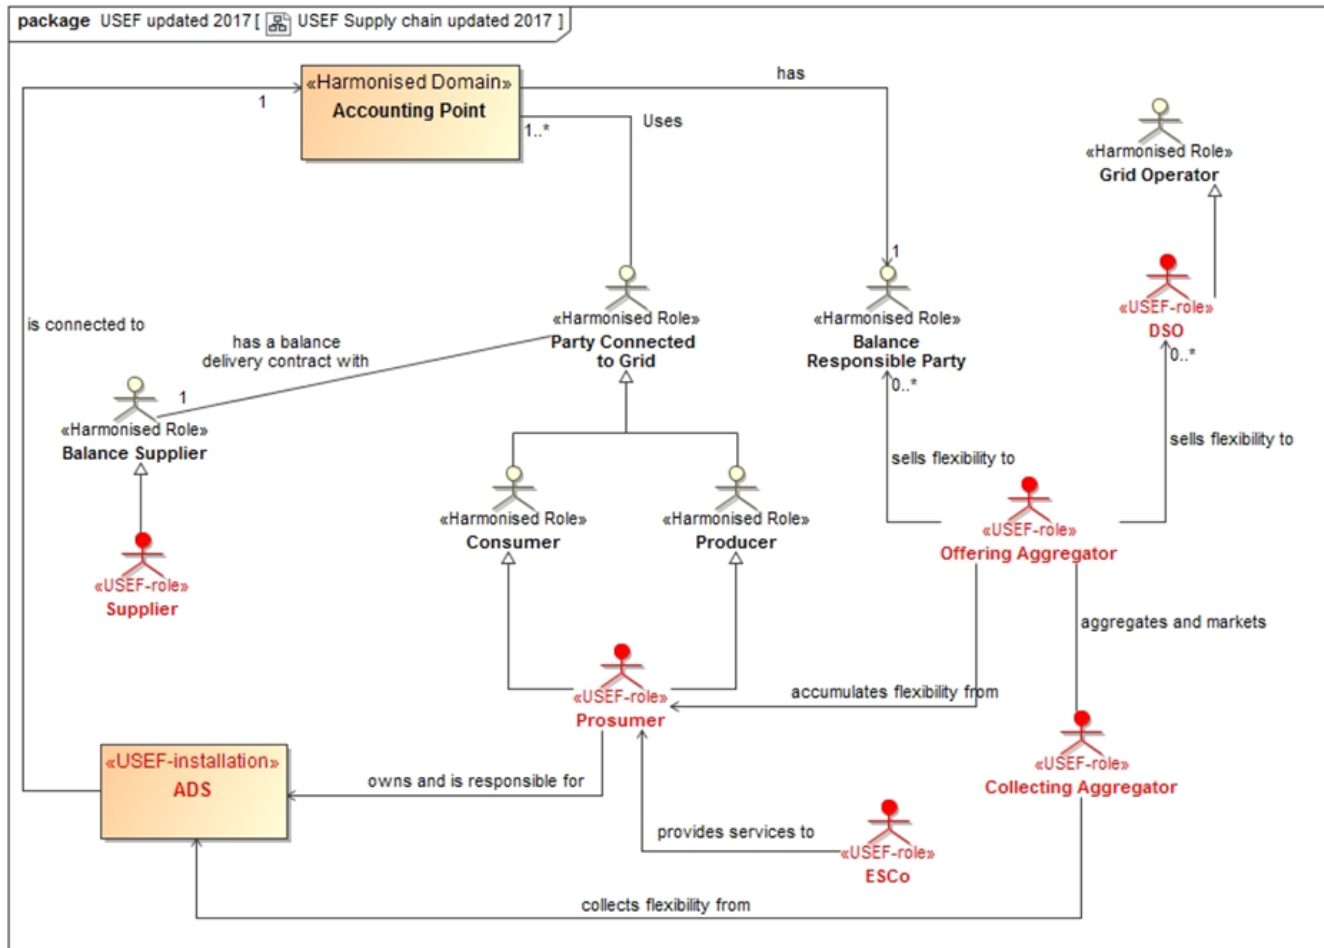 package USEF updated 2017 [ USEF Supply chain updated 2017 ]
«Harmonised Domain»
Accounting Point
1
1..*
has
Uses
«Harmonised Role»
Grid Operator
1
«USEF-role»
DSO
0..*
is connected to
has a balance
delivery contract with
1
«Harmonised Role»
Party Connected
to Grid
«Harmonised Role»
Balance
Responsible Party
0..*
«Harmonised Role»
Balance Supplier
sells flexibility to
sells flexibility to
«Harmonised Role»
Consumer
«Harmonised Role»
Producer
«USEF-role»
Offering Aggregator
«USEF-role»
Supplier
aggregates and markets
accumulates flexibility from
«USEF-role»
Prosumer
«USEF-installation»
ADS
owns and is responsible for
«USEF-role»
Collecting Aggregator
provides services to
«USEF-role»
ESCo
collects flexibility from